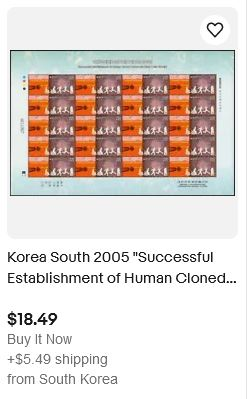 Korea South 2005 "Successful
Establishment of Human Cloned...
$18.49
Buy It Now
+$5.49 shipping
from South Korea